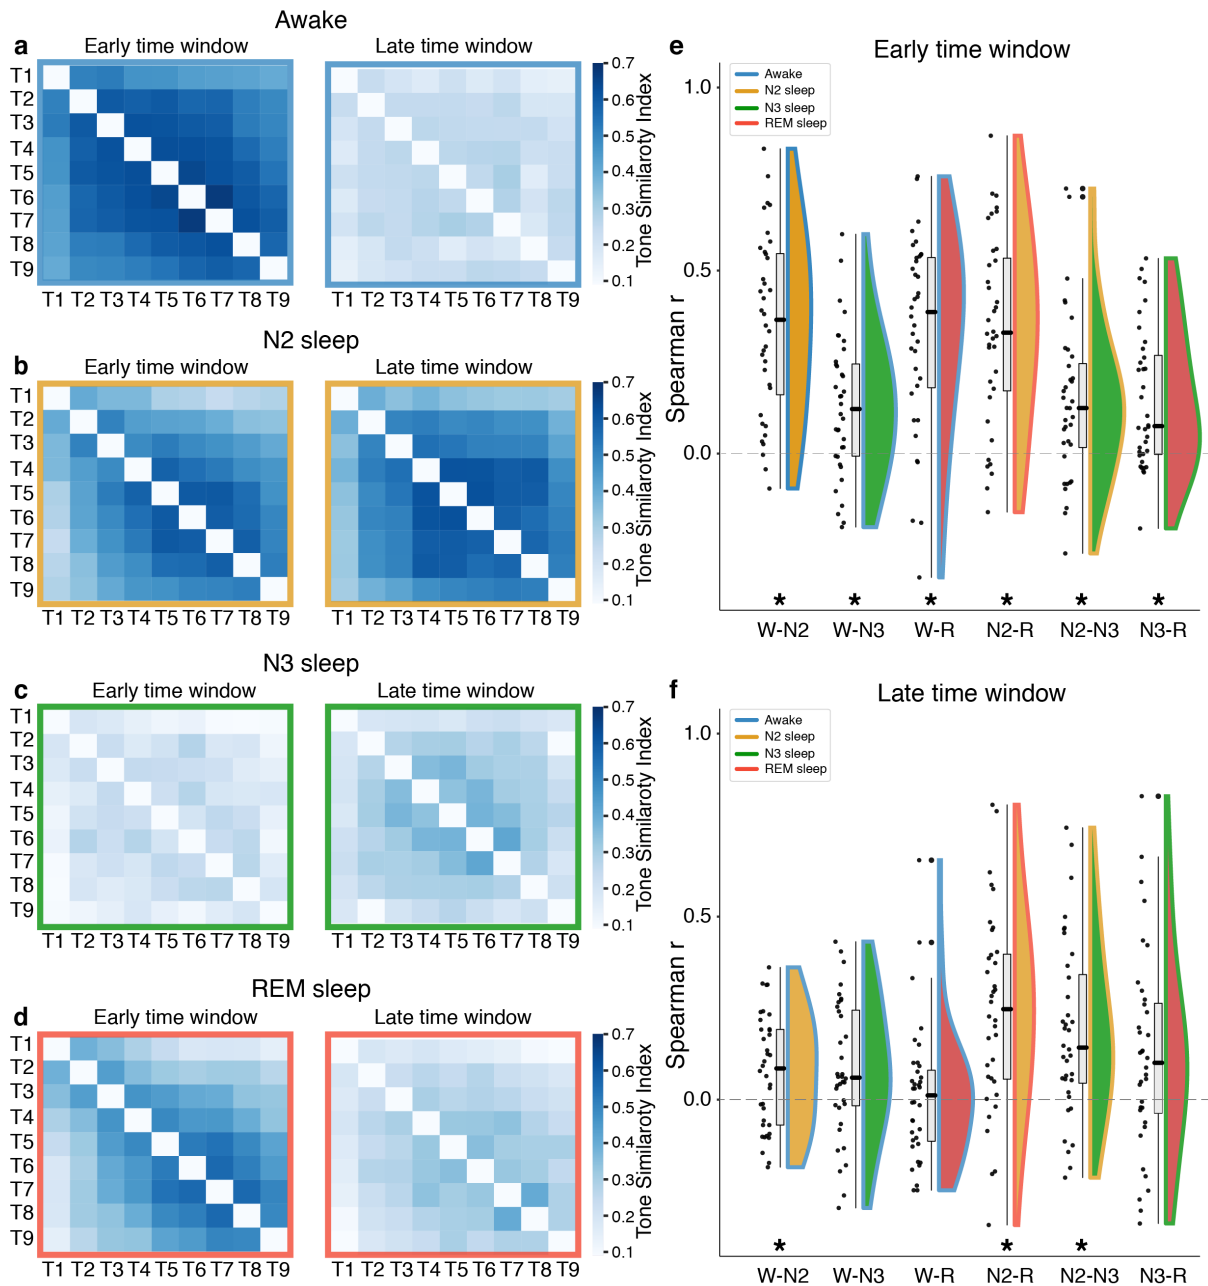 Awake
a
Early time window
Late time window
T1
T2
T3
T4
T5
T6
T7
T8
T9
T1 T2 T3 T4 T5 T6 T7 T8 T9
T1 T2 T3 T4 T5 T6 T7 T8 T9
0.7
0.6
0.5
0.4
0.3
0.2
0.1
Tone Similaroty Index
N2 sleep
b
Early time window
Late time window
T1
T2
T3
T4
T5
T6
T7
T8
T9
T1 T2 T3 T4 T5 T6 T7 T8 T9
T1 T2 T3 T4 T5 T6 T7 T8 T9
0.7
0.6
0.5
0.4
0.3
0.2
0.1
Tone Similaroty Index
N3 sleep
c
Early time window
Late time window
T1
T2
T3
T4
T5
T6
T7
T8
T9
T1 T2 T3 T4 T5 T6 T7 T8 T9
T1 T2 T3 T4 T5 T6 T7 T8 T9
0.7
0.6
0.5
0.4
0.3
0.2
0.1
Tone Similaroty Index
REM sleep
d
Early time window
Late time window
T1
T2
T3
T4
T5
T6
T7
T8
T9
T1 T2 T3 T4 T5 T6 T7 T8 T9
T1 T2 T3 T4 T5 T6 T7 T8 T9
0.7
0.6
0.5
0.4
0.3
0.2
0.1
Tone Similaroty Index
e
Early time window
Awake
N2 sleep
N3 sleep
REM sleep
1.0
0.5
0.0
Spearman r
* * * * * *
W-N2 W-N3 W-R N2-R N2-N3 N3-R
f
Late time window
Awake
N2 sleep
N3 sleep
REM sleep
1.0
0.5
0.0
Spearman r
* * *
W-N2 W-N3 W-R N2-R N2-N3 N3-R